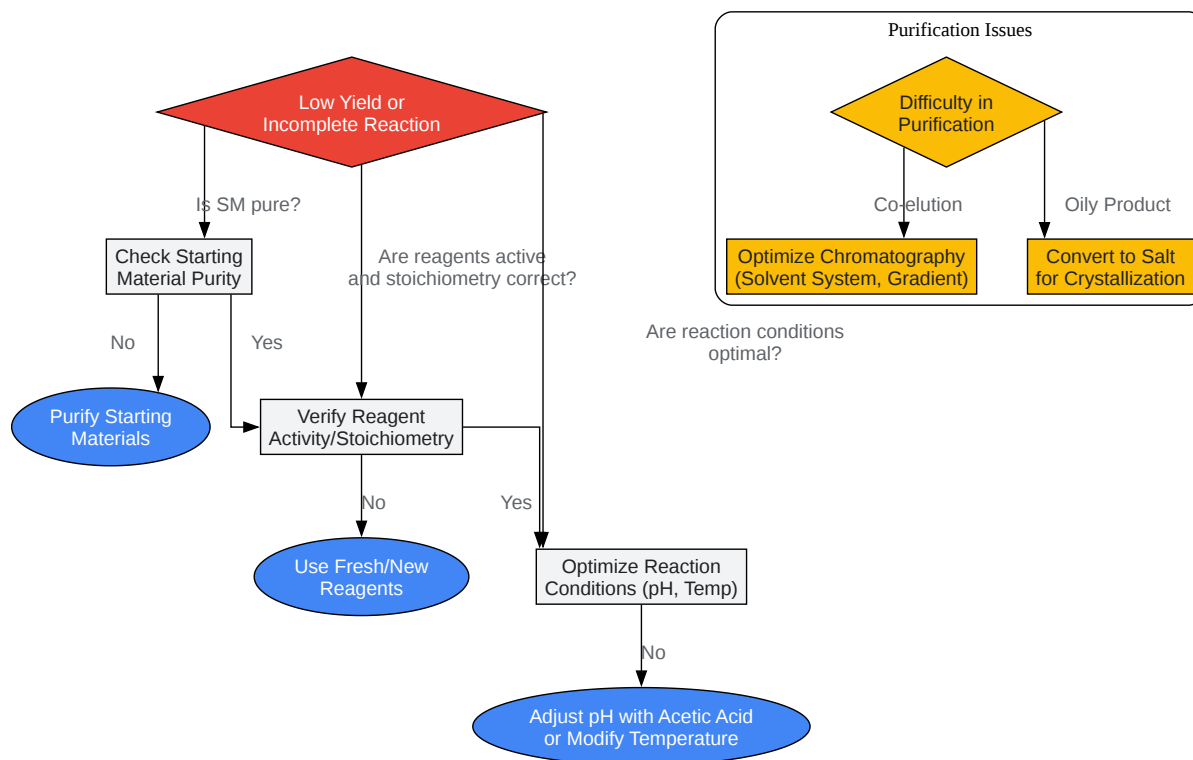 Purification Issues
Low Yield or
Incomplete Reaction
Difficulty in
Purification
Is SM pure?
Co-elution
Oily Product
Check Starting
Material Purity
Are reagents active
and stoichiometry correct?
Optimize Chromatography
(Solvent System, Gradient)
Convert to Salt
for Crystallization
No
Yes
Are reaction conditions
optimal?
Purify Starting
Materials
Verify Reagent
Activity/Stoichiometry
No
Yes
Use Fresh/New
Reagents
Optimize Reaction
Conditions (pH, Temp)
No
Adjust pH with Acetic Acid
or Modify Temperature